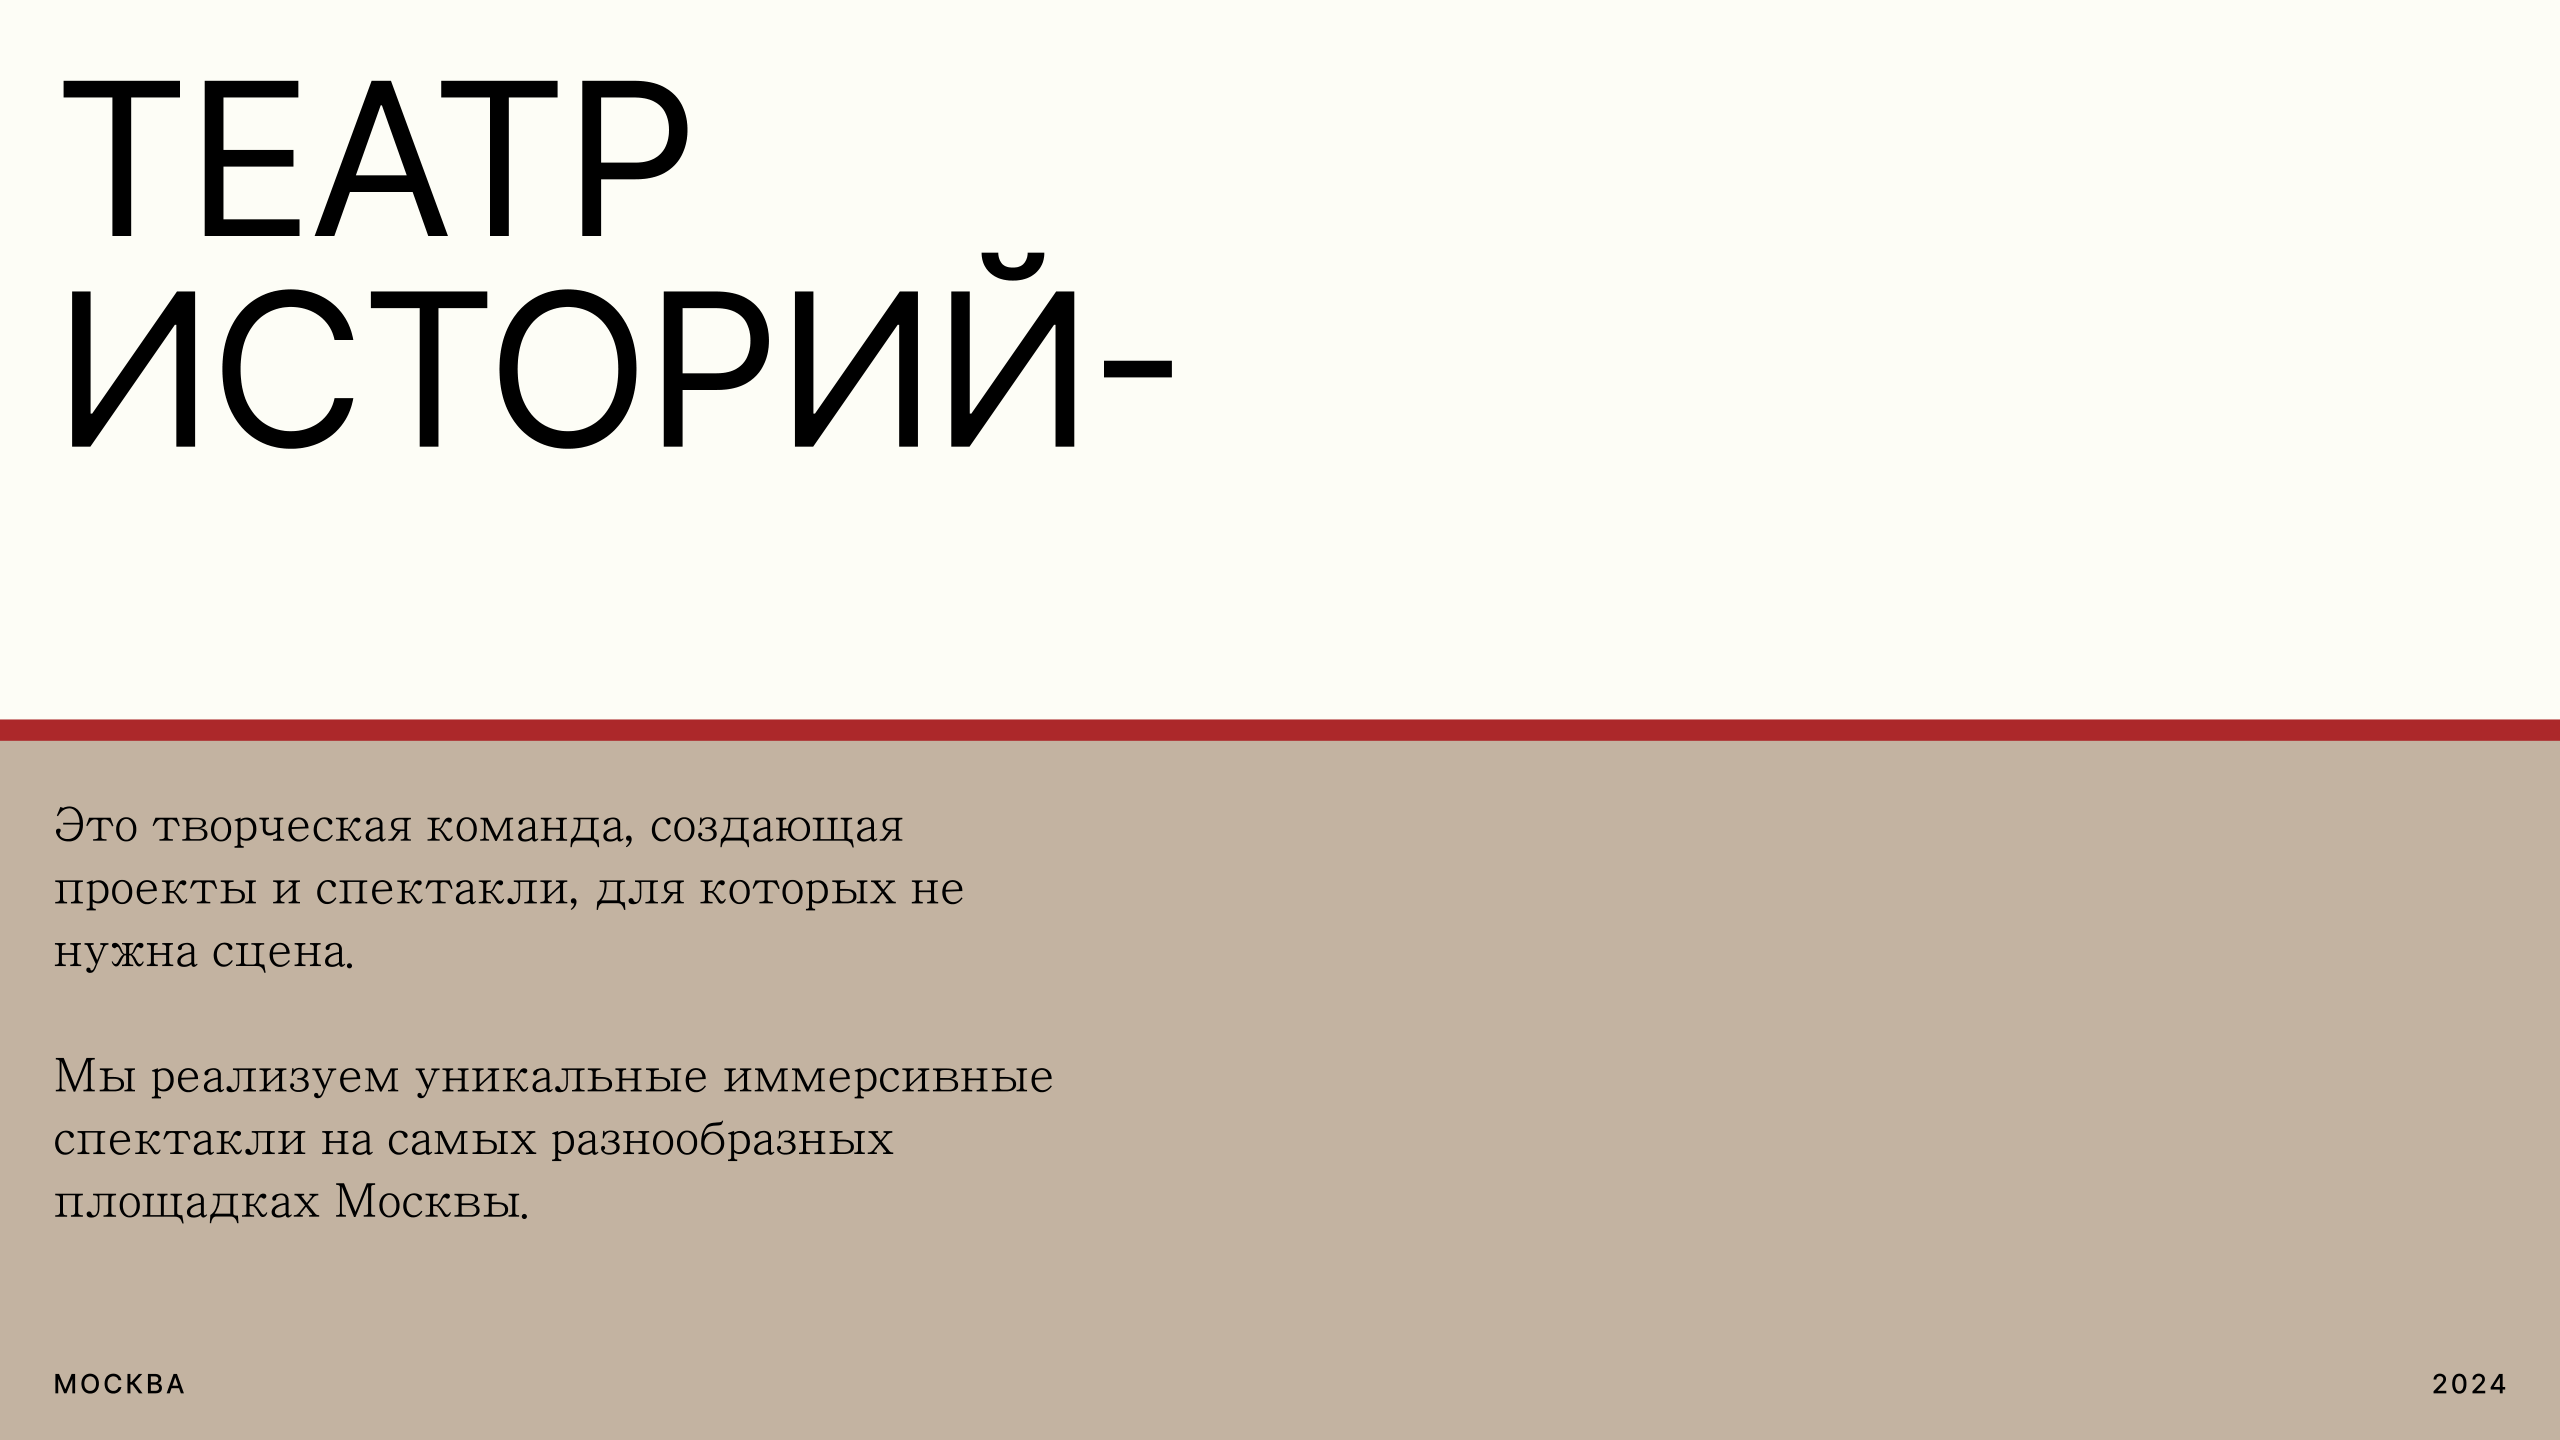 ТЕАТР
ИСТОРИЙ-
Это творческая команда, создающая
проекты и спектакли, для которых не
нужна сцена.
Мы реализуем уникальные иммерсивные
спектакли на самых разнообразных
площадках Москвы.
МОСКВА
2024